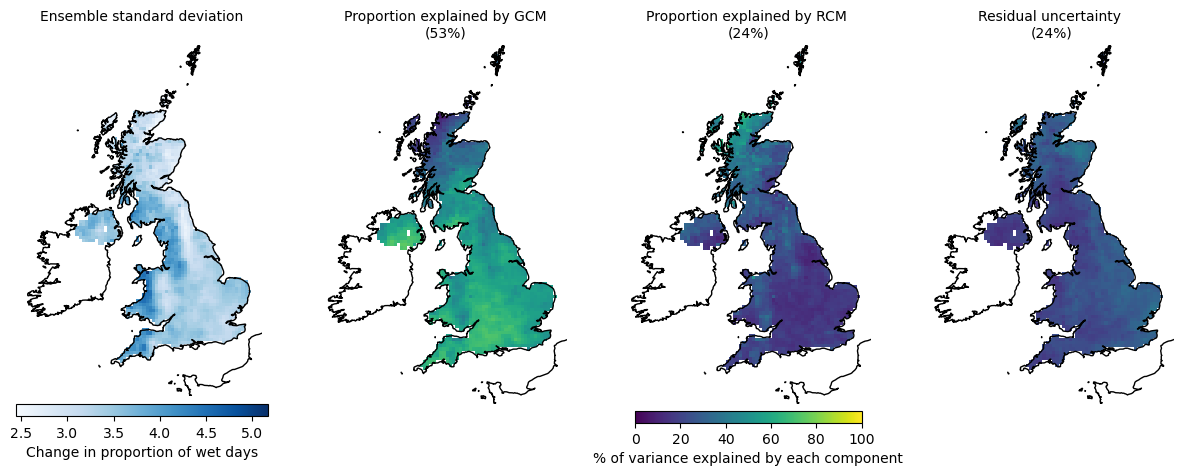 Ensemble standard deviation
Proportion explained by GCM
(53%)
Proportion explained by RCM
(24%)
Residual uncertainty
(24%)
2.5 3.0 3.5 4.0 4.5 5.0
Change in proportion of wet days
0 20 40 60 80 100
% of variance explained by each component